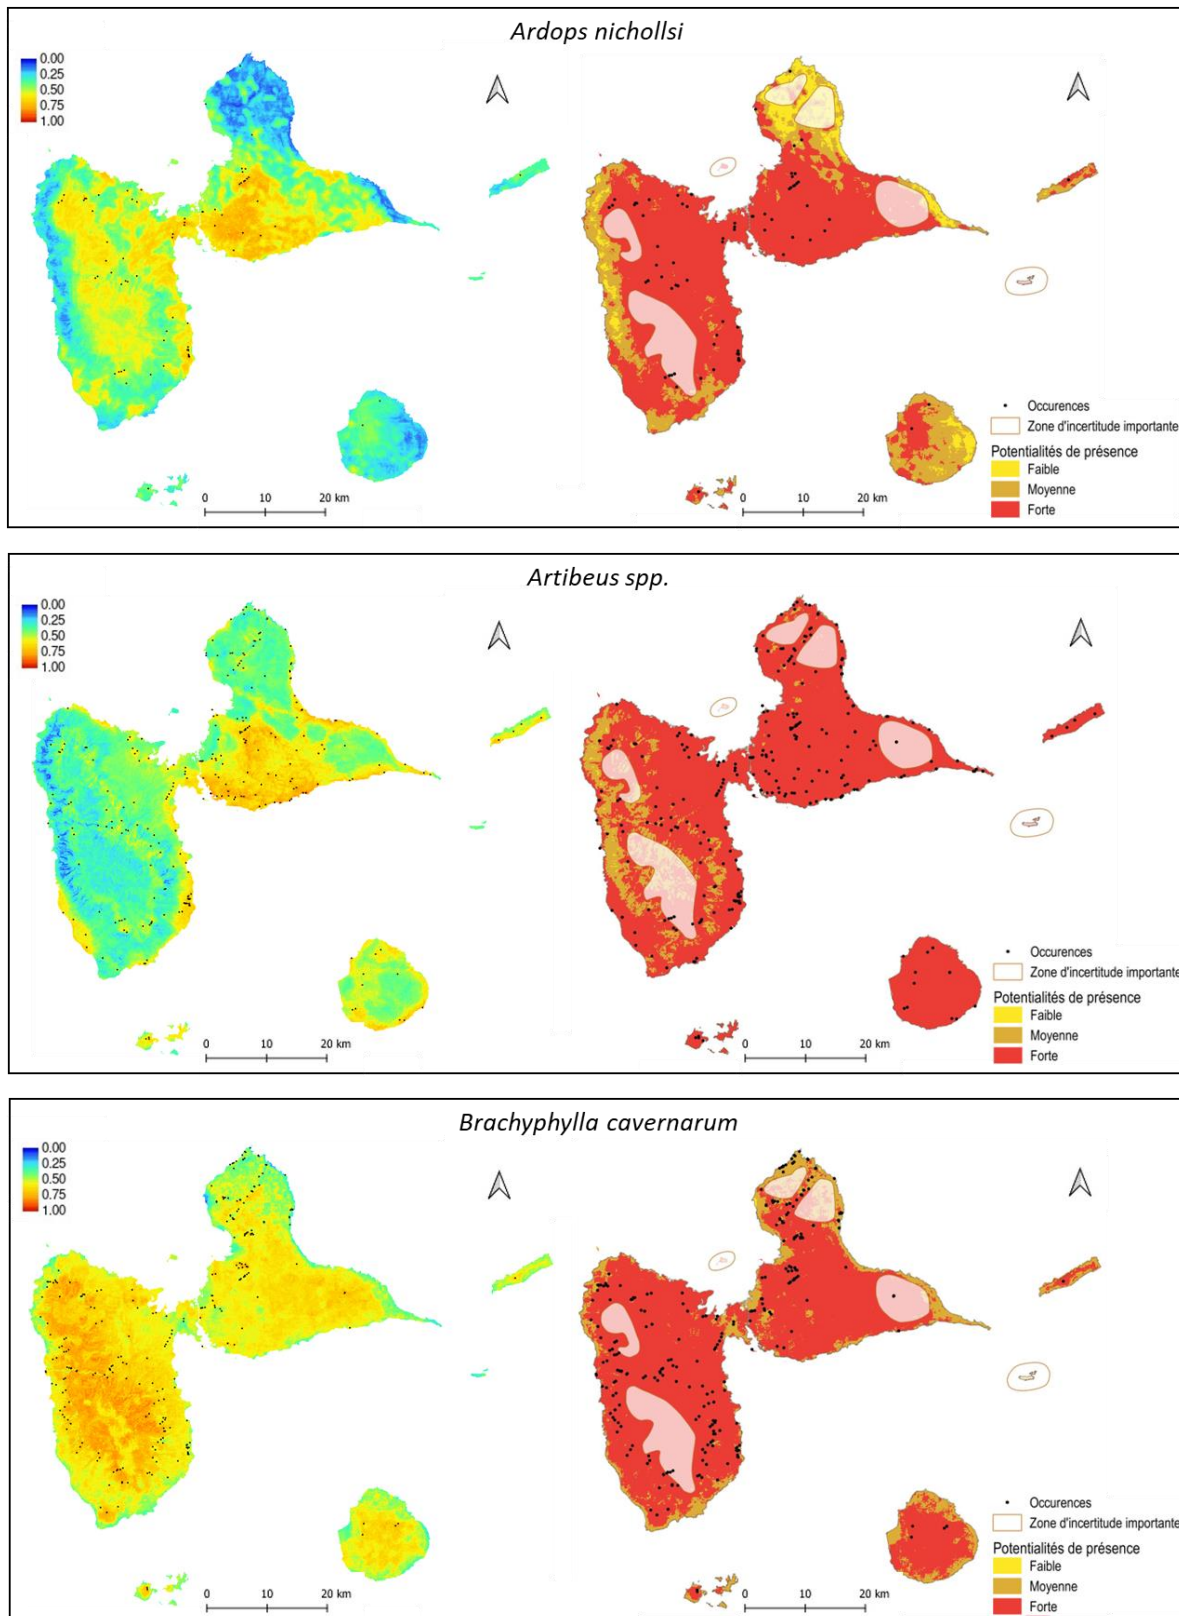 Ardops nichollsi
0.00
0.25
0.50
0.75
1.00
Occurences
Zone d'incertitude importante
Potentialités de présence
Faible
Moyenne
Forte
0 10 20 km
0 10 20 km
Artibeus spp.
0.00
0.25
0.50
0.75
1.00
Occurences
Zone d'incertitude importante
Potentialités de présence
Faible
Moyenne
Forte
0 10 20 km
0 10 20 km
Brachyphylla cavernarum
0.00
0.25
0.50
0.75
1.00
Occurences
Zone d'incertitude importante
Potentialités de présence
Faible
Moyenne
Forte
0 10 20 km
0 10 20 km